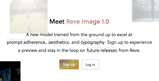 Meet Reve Image 1.0
A new model trained from the ground up to excel at
prompt adherence, aesthetics, and typography. Sign up to experience
a preview and stay in the loop on future releases from Reve.
Sign up
Log in